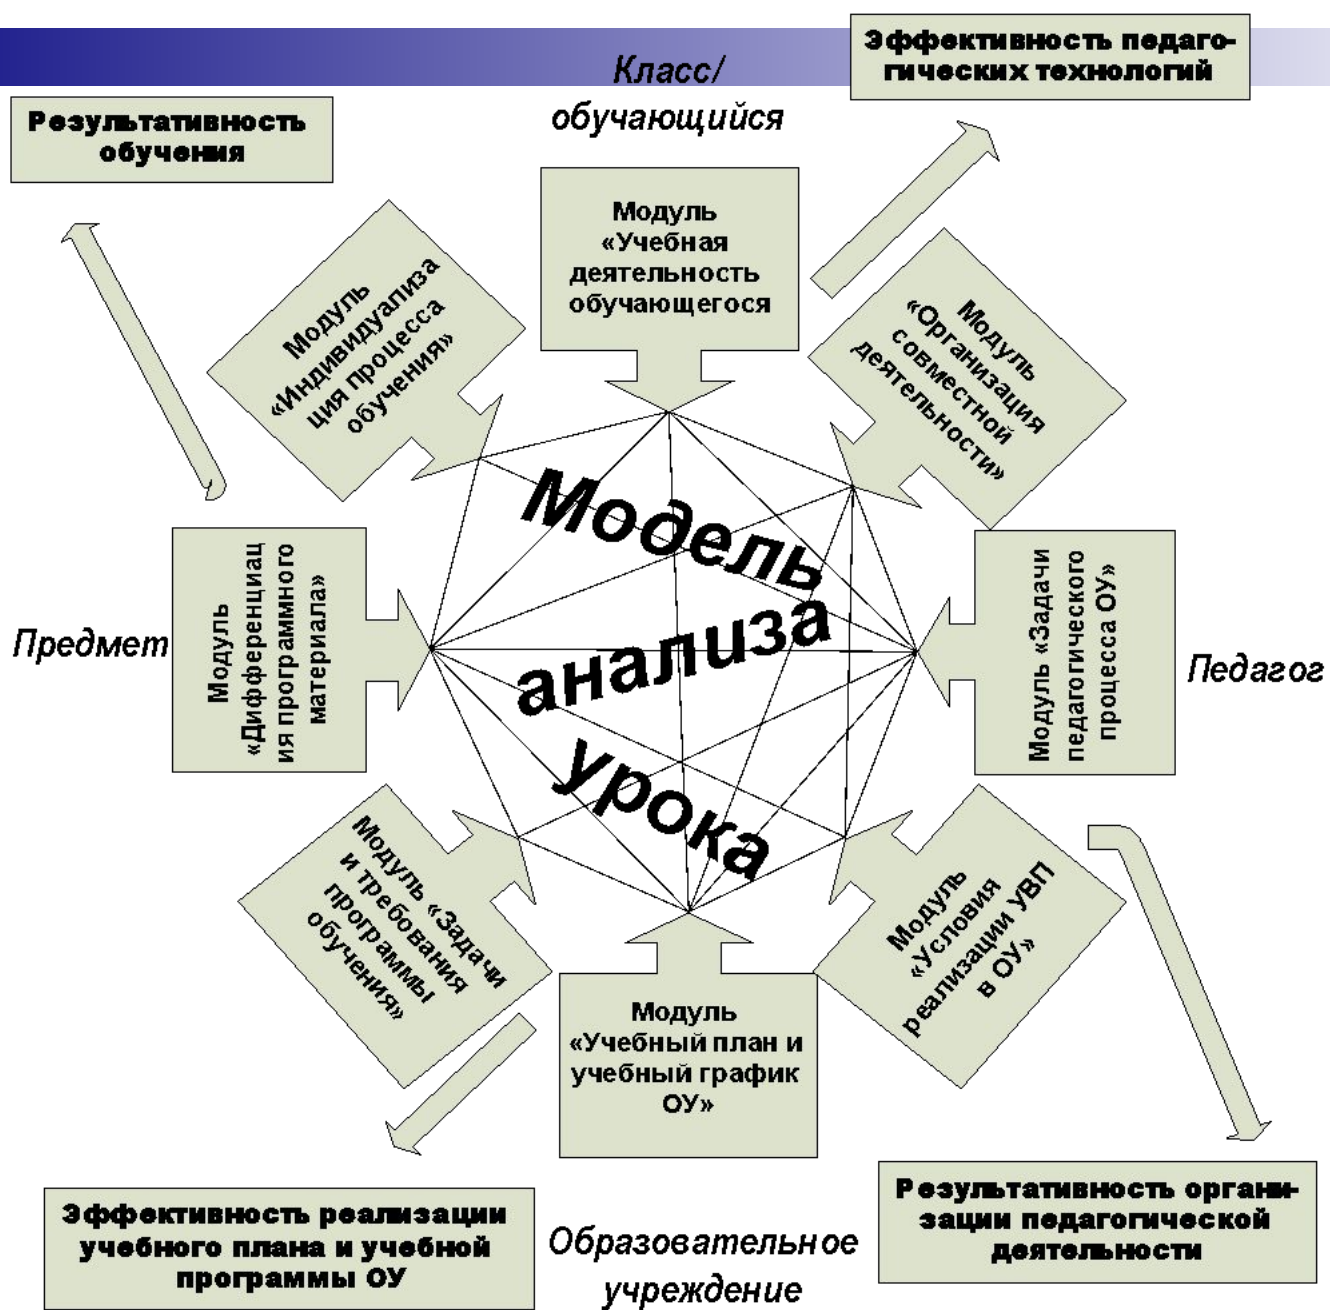 Эффективность педаго-
гических технологий
Класс/
обучающийся
Результативность
обучения
Модуль
«Учебная
деятельность
обучающегося
Модуль
«Индивидуализа
ция процесса
обучения»
Модуль
«Организация
совместной
деятельности»
Модель
анализа
урока
Предмет
Модуль
«Дифференциац
ия программного
материала»
Модуль «Задачи
педагогического
процесса ОУ»
Педагог
Модуль «Задачи
и требования
программы
обучения»
Модуль
«Учебный план и
учебный график
ОУ»
Модуль
«Условия
реализации УВП
в ОУ»
Эффективность реализации
учебного плана и учебной
программы ОУ
Образовательное
учреждение
Результативность органи-
зации педагогической
деятельности